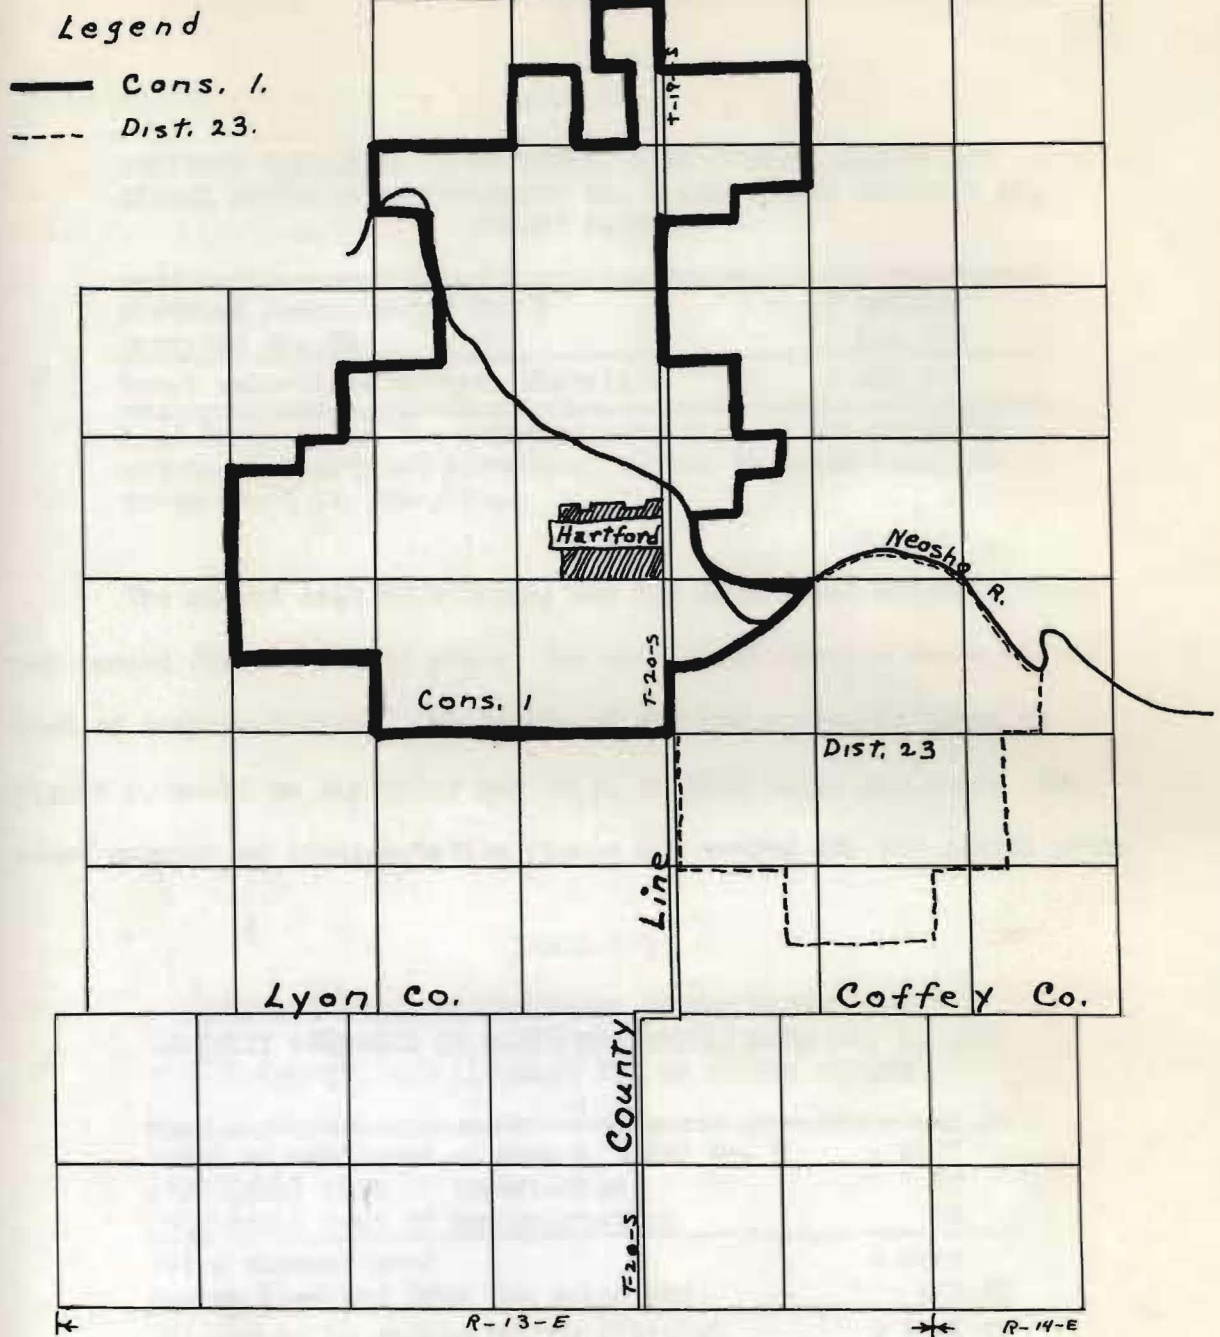 Legend
Cons. 1.
Dist. 23.
T-19-S
Hartford
Neosho
R.
T-20-S
Cons. 1
Dist. 23
Line
Lyon Co.
Coffey Co.
County
T-20-S
R-13-E
R-14-E